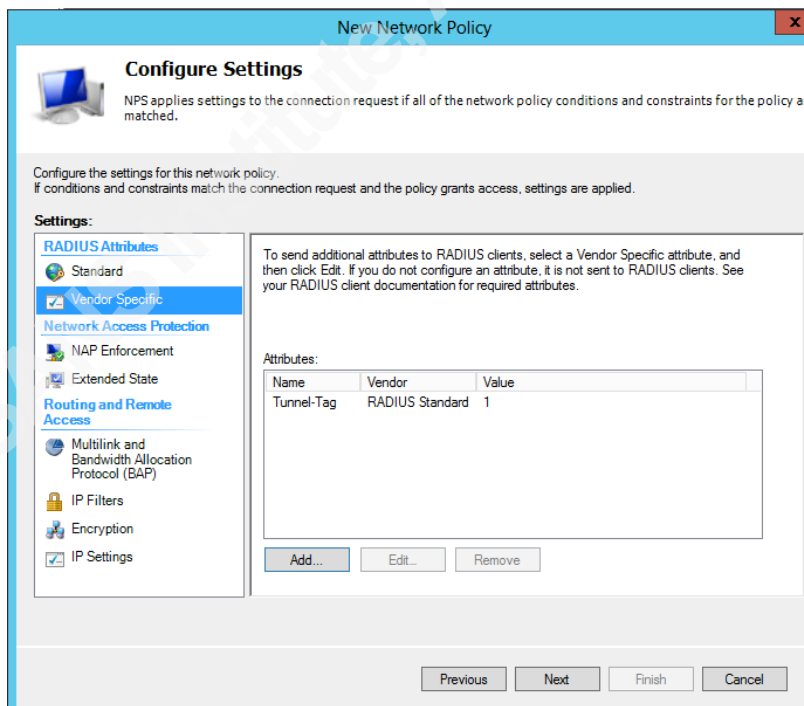 New Network Policy
x
Configure Settings
NPS applies settings to the connection request if all of the network policy conditions and constraints for the policy a
matched.
Configure the settings for this network policy.
If conditions and constraints match the connection request and the policy grants access, settings are applied.
Settings:
RADIUS Attributes
Standard
Vendor Specific
Network Access Protection
NAP Enforcement
Extended State
Routing and Remote
Access
Multilink and
Bandwidth Allocation
Protocol (BAP)
IP Filters
Encryption
IP Settings
To send additional attributes to RADIUS clients, select a Vendor Specific attribute, and
then click Edit. If you do not configure an attribute, it is not sent to RADIUS clients. See
your RADIUS client documentation for required attributes.
Attributes:
Name Vendor Value
Tunnel-Tag RADIUS Standard 1
Add... Edit... Remove
Previous Next Finish Cancel